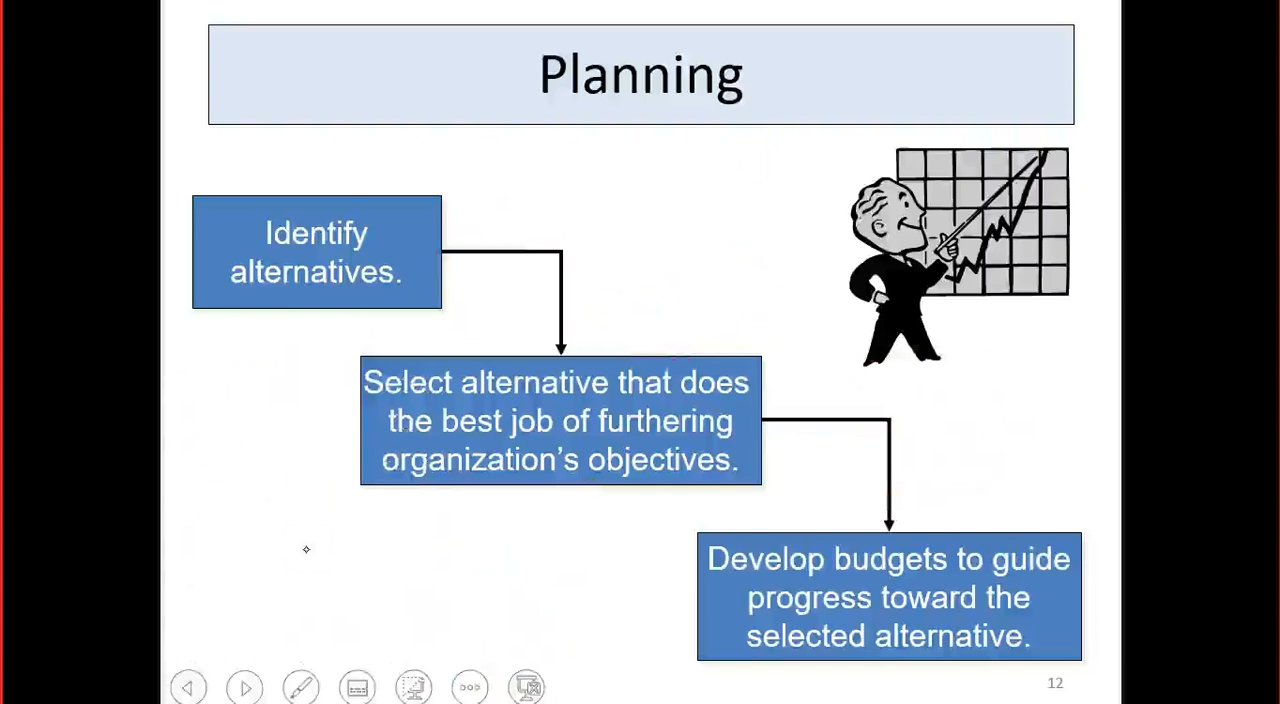 Planning
Identify
alternatives.
Select alternative that does
the best job of furthering
organization’s objectives.
Develop budgets to guide
progress toward the
selected alternative.
12